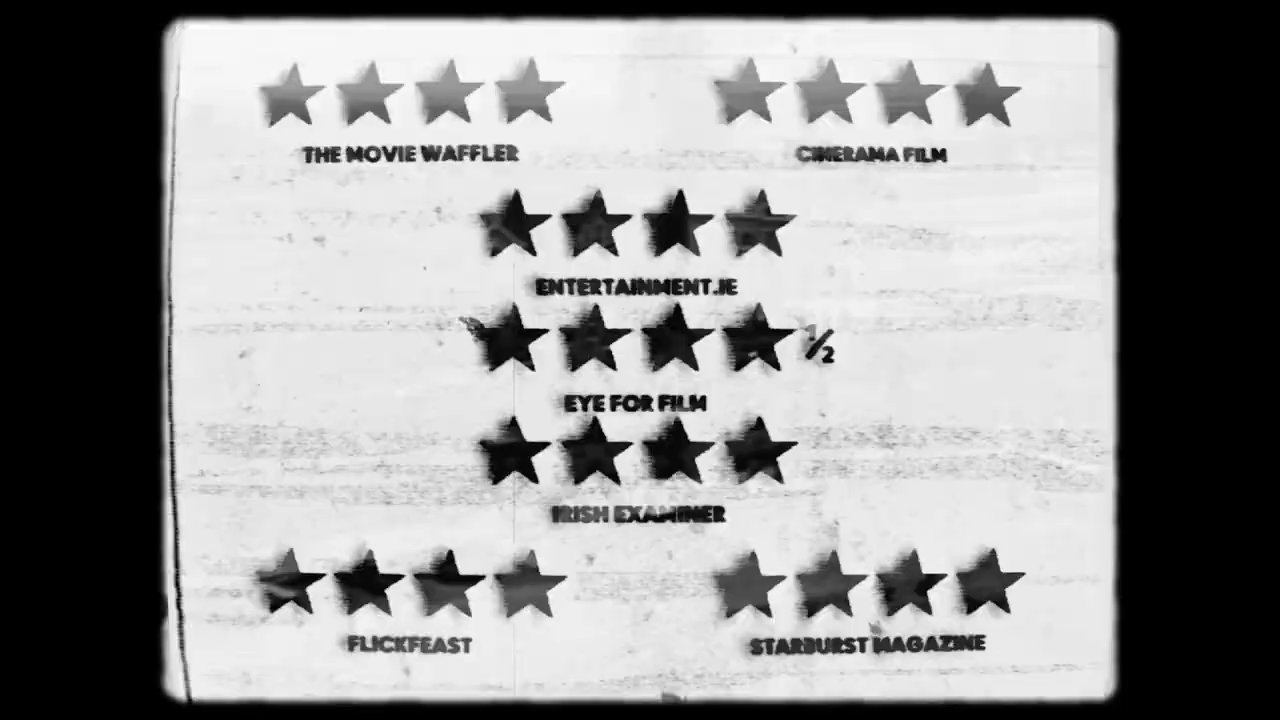 THE MOVIE WAFFLER
CINERAMA FILM
ENTERTAINMENT.IE
½
EYE FOR FILM
IRISH EXAMINER
FLICKFEAST
STARBURST MAGAZINE